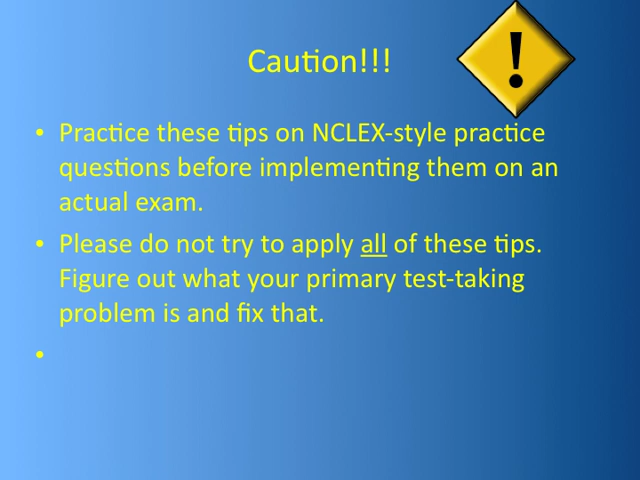 Caution!!!
!
• Practice these tips on NCLEX-style practice
questions before implementing them on an
actual exam.
• Please do not try to apply all of these tips.
Figure out what your primary test-taking
problem is and fix that.
•